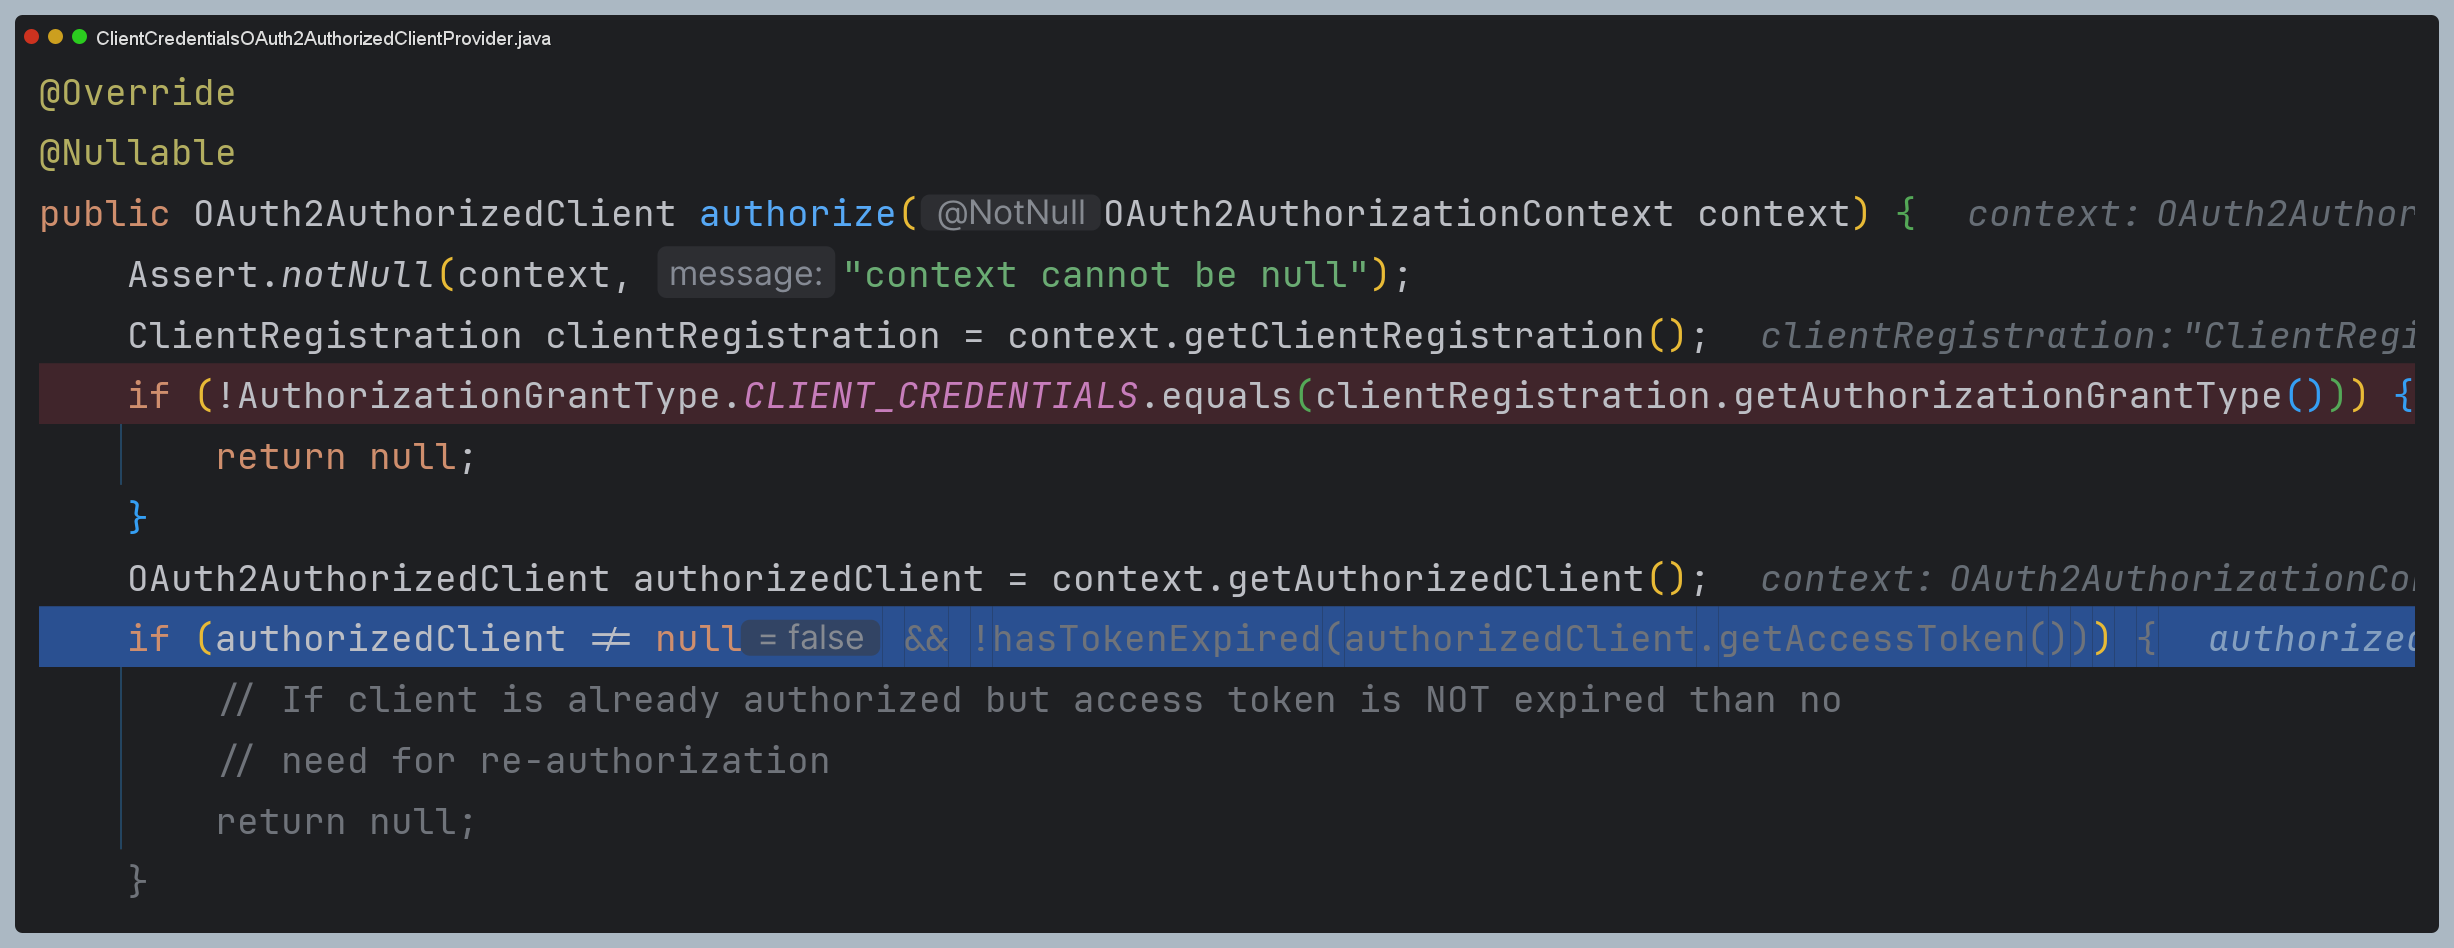 ClientCredentialsOAuth2AuthorizedClientProvider.java
@Override
@Nullable
public OAuth2AuthorizedClient authorize( @NotNull OAuth2AuthorizationContext context) { context: OAuth2Author
Assert.notNull(context, message: "context cannot be null");
ClientRegistration clientRegistration = context.getClientRegistration(); clientRegistration: "ClientRegi
if (!AuthorizationGrantType.CLIENT_CREDENTIALS.equals(clientRegistration.getAuthorizationGrantType())) {
return null;
}
OAuth2AuthorizedClient authorizedClient = context.getAuthorizedClient(); context: OAuth2AuthorizationCo
if (authorizedClient ≠ null = false && !hasTokenExpired(authorizedClient.getAccessToken())) { authorized
// If client is already authorized but access token is NOT expired than no
// need for re-authorization
return null;
}